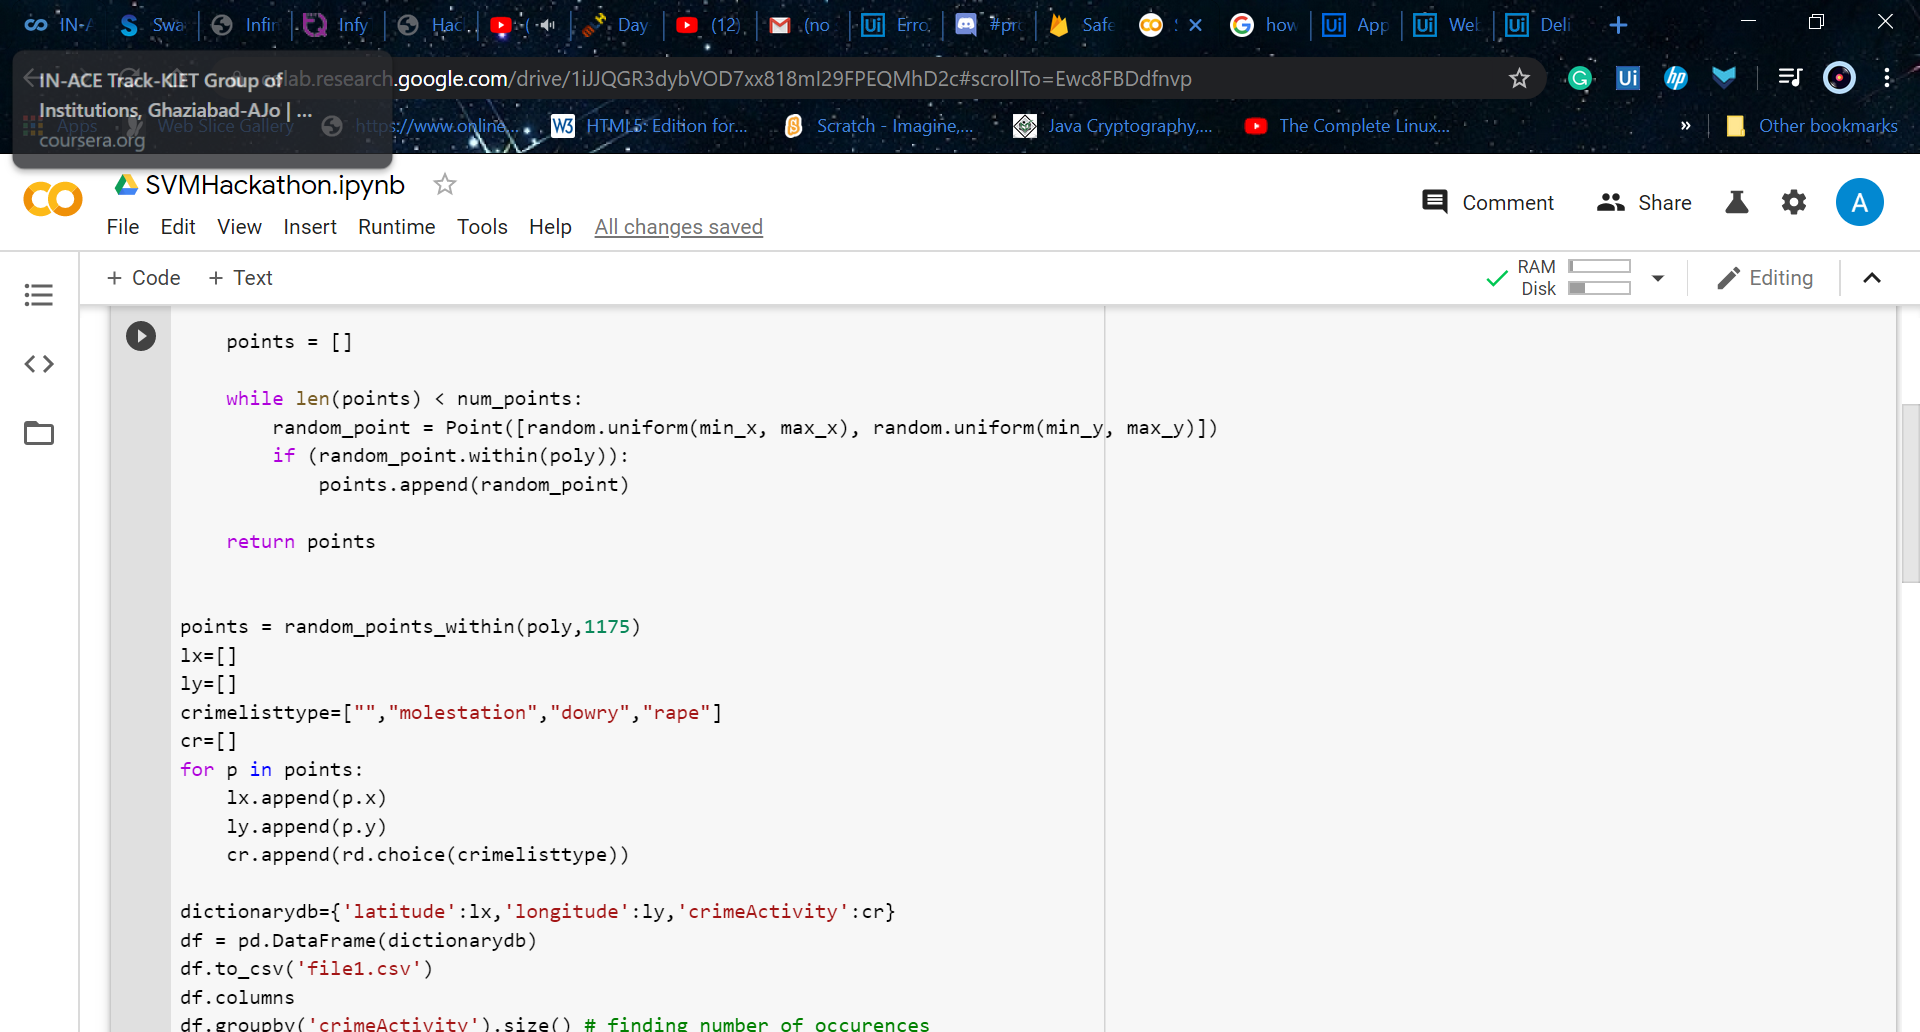 IN-A
Swa
Infin
Infy
Hac
(
Day
(12)
(no
Erro
#pr
Safe
how
App
Web
Deli
IN-ACE Track-KIET Group of
Institutions, Ghaziabad-AJo | ...
coursera.org
lab.research.google.com/drive/1iJJQGR3dybVOD7xx818mI29FPEQMhD2c#scrollTo=Ewc8FBDdfnvp
Apps
Web Slice Gallery
https://www.online...
HTML5: Edition for...
Scratch - Imagine,...
Java Cryptography,...
The Complete Linux...
»
Other bookmarks
SVMHackathon.ipynb
Comment
Share
A
File Edit View Insert Runtime Tools Help All changes saved
+ Code + Text
RAM
Disk
Editing
points = []
while len(points) < num_points:
random_point = Point([random.uniform(min_x, max_x), random.uniform(min_y, max_y)])
if (random_point.within(poly)):
points.append(random_point)
return points
points = random_points_within(poly,1175)
lx=[]
ly=[]
crimelisttype=["","molestation","dowry","rape"]
cr=[]
for p in points:
lx.append(p.x)
ly.append(p.y)
cr.append(rd.choice(crimelisttype))
dictionarydb={'latitude':lx,'longitude':ly,'crimeActivity':cr}
df = pd.DataFrame(dictionarydb)
df.to_csv('file1.csv')
df.columns
df.groupby('crimeActivity').size() # finding number of occurences